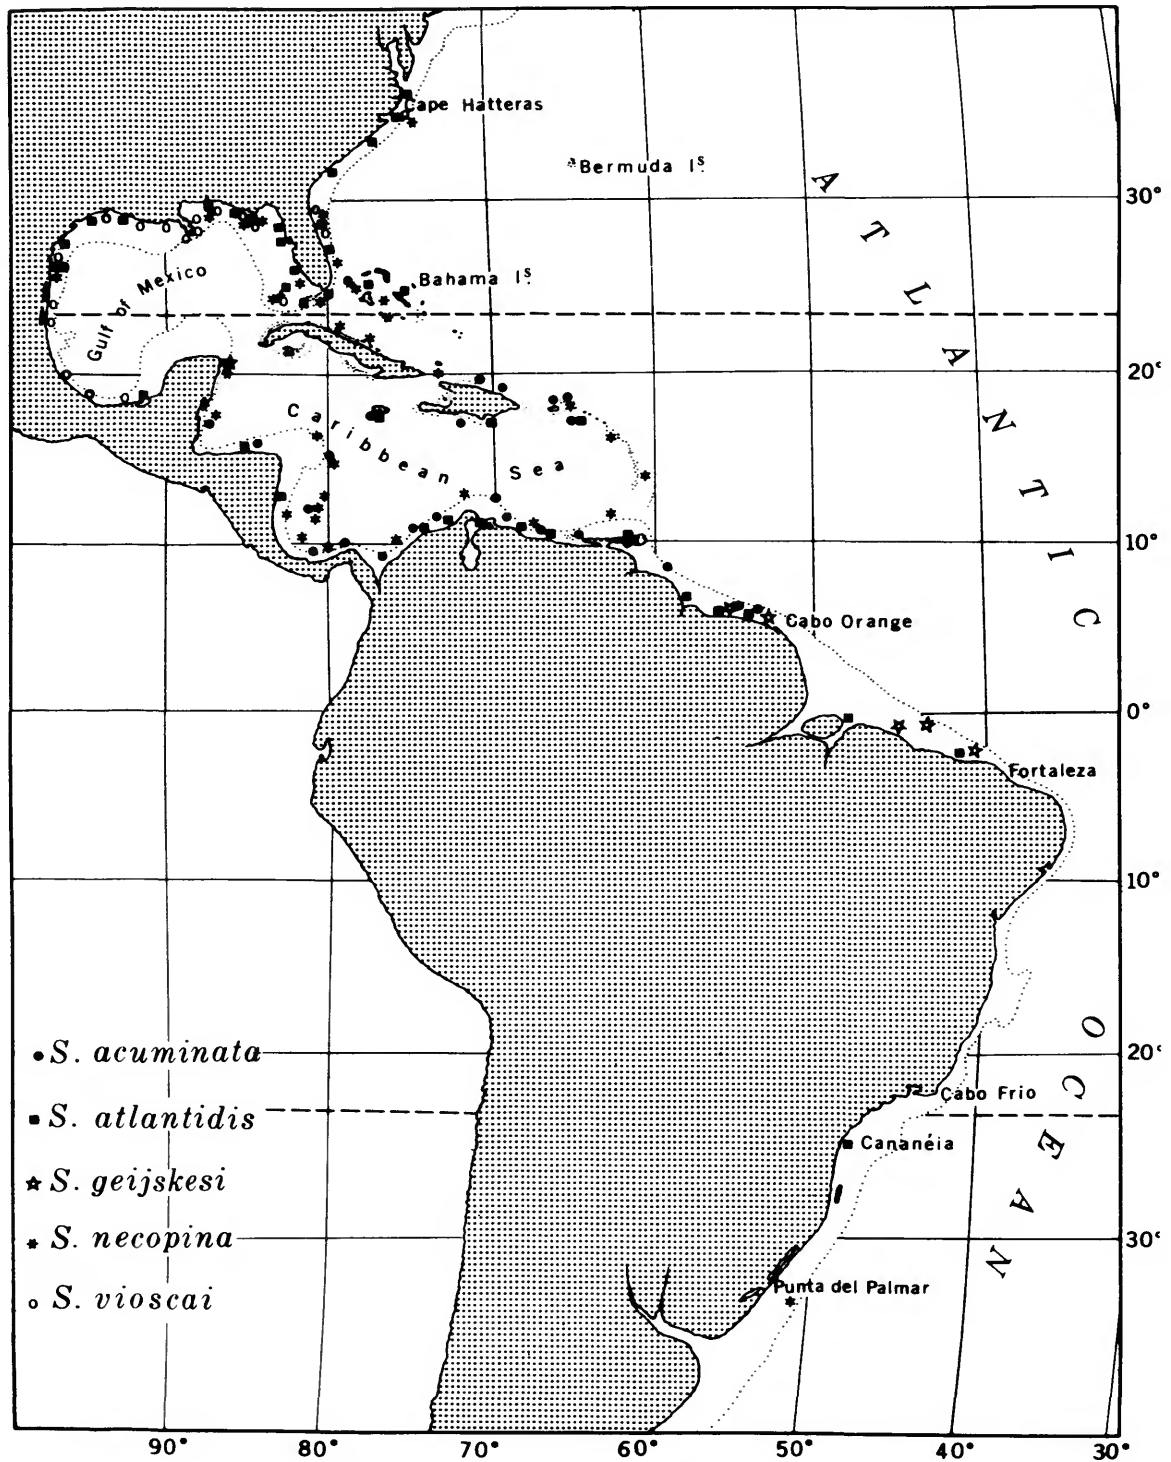 Cape Hatteras
Bermuda Is.
30°
Gulf of Mexico
Bahama Is.
ATLANTIC
20°
Caribbean Sea
10°
Cabo Orange
0°
Fortaleza
10°
OCEAN
S. acuminata
20°
Cabo Frio
S. atlantidis
Cananéia
S. geijskesi
S. necopina
30°
Punta del Palmar
S. vioscai
90° 80° 70° 60° 50° 40° 30°